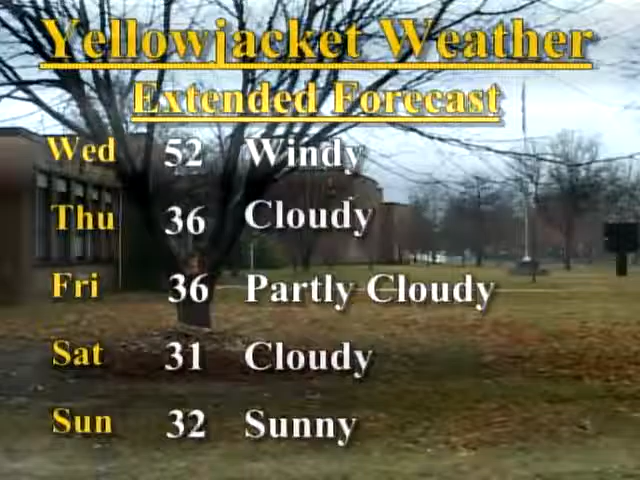 Yellowjacket Weather
Extended Forecast
Wed 52 Windy
Thu 36 Cloudy
Fri 36 Partly Cloudy
Sat 31 Cloudy
Sun 32 Sunny